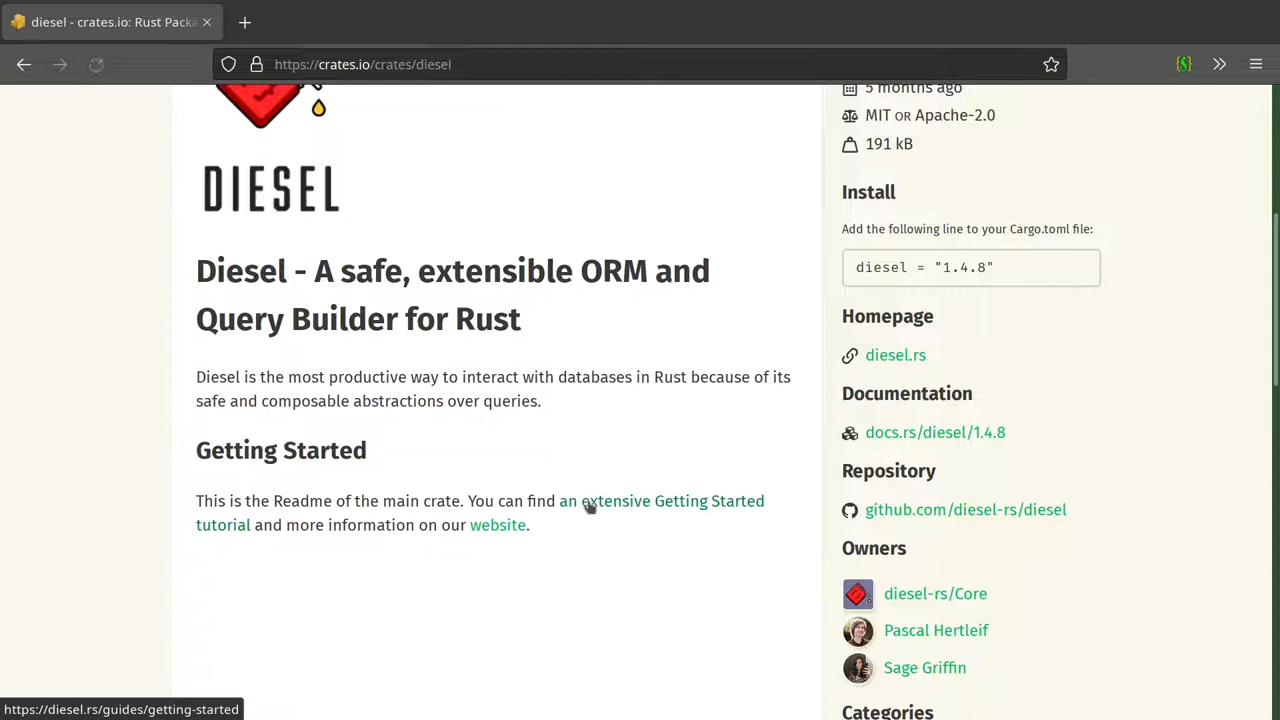 diesel - crates.io: Rust Packa
https://crates.io/crates/diesel
{$}
DIESEL
Diesel - A safe, extensible ORM and
Query Builder for Rust
Diesel is the most productive way to interact with databases in Rust because of its
safe and composable abstractions over queries.
Getting Started
This is the Readme of the main crate. You can find an extensive Getting Started
tutorial and more information on our website.
5 months ago
MIT OR Apache-2.0
191 kB
Install
Add the following line to your Cargo.toml file:
diesel = "1.4.8"
Homepage
diesel.rs
Documentation
docs.rs/diesel/1.4.8
Repository
github.com/diesel-rs/diesel
Owners
diesel-rs/Core
Pascal Hertleif
Sage Griffin
Categories
https://diesel.rs/guides/getting-started